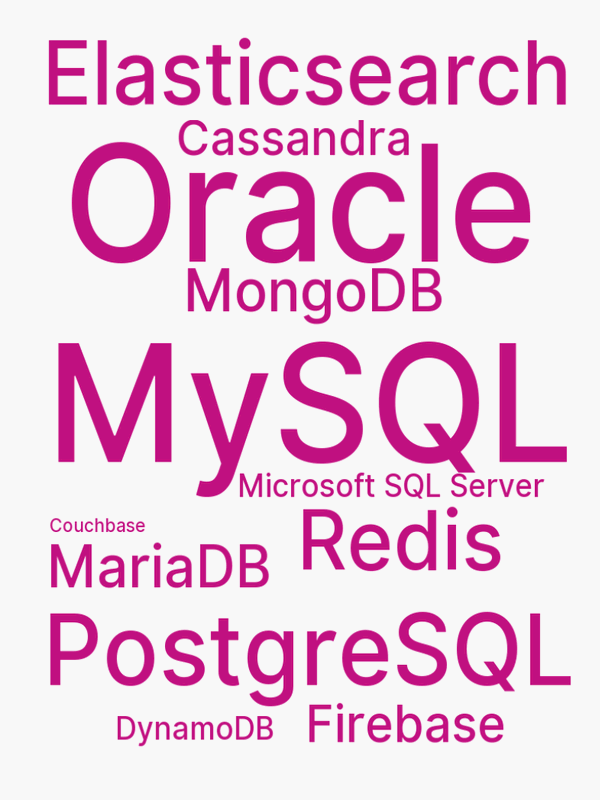 Elasticsearch
Cassandra
Oracle
MongoDB
MySQL
Microsoft SQL Server
Couchbase
Redis
MariaDB
PostgreSQL
DynamoDB
Firebase